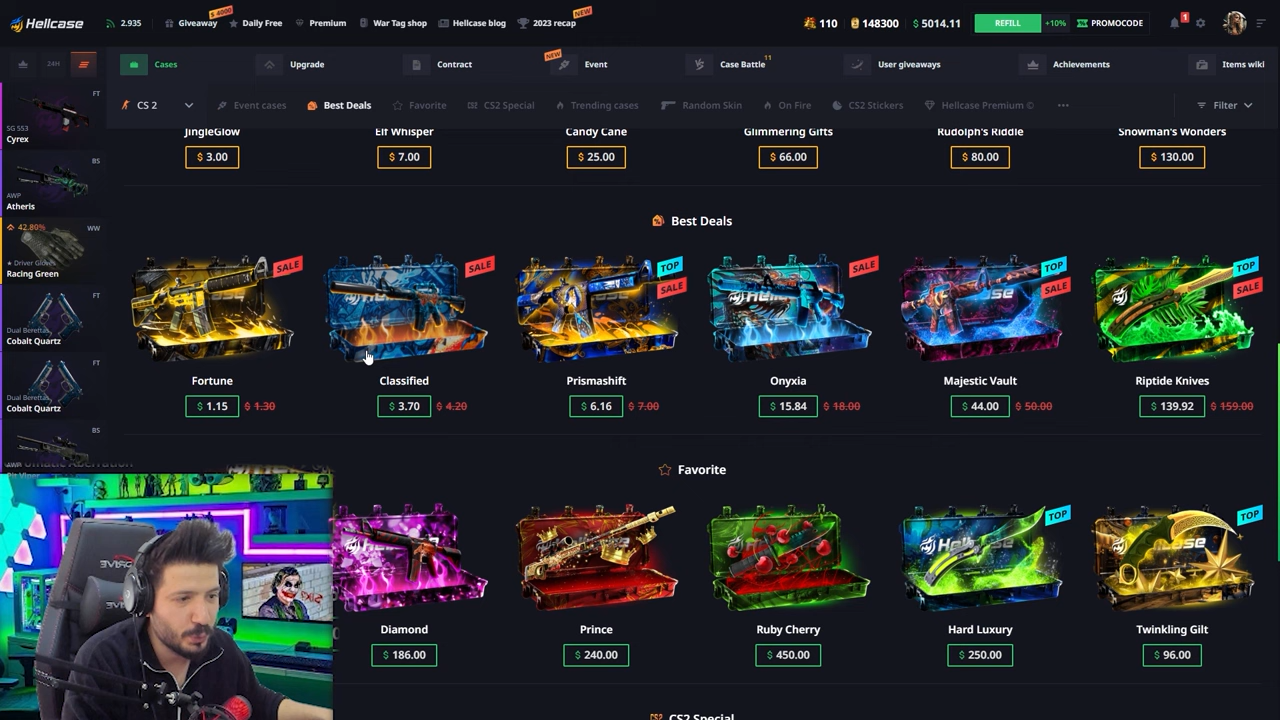 Hellcase
2.935
Giveaway
$ 4000
Daily Free
Premium
War Tag shop
Hellcase blog
2023 recap
NEW
110
148300
$ 5014.11
REFILL
+10%
PROMOCODE
1
24H
Cases
Upgrade
Contract
NEW
Event
Case Battle 11
User giveaways
Achievements
Items wiki
CS 2
Event cases
Best Deals
Favorite
CS2 Special
Trending cases
Random Skin
On Fire
CS2 Stickers
Hellcase Premium ©
Filter
FT
SG 553
Cyrex
BS
AWP
Atheris
42.80%
WW
★ Driver Gloves
Racing Green
FT
Dual Berettas
Cobalt Quartz
FT
Dual Berettas
Cobalt Quartz
BS
JingleGlow
Elf Whisper
Candy Cane
Glimmering Gifts
Rudolph's Riddle
Snowman's Wonders
$ 3.00
$ 7.00
$ 25.00
$ 66.00
$ 80.00
$ 130.00
Best Deals
SALE
SALE
TOP
SALE
SALE
TOP
SALE
TOP
SALE
Fortune
Classified
Prismashift
Onyxia
Majestic Vault
Riptide Knives
$ 1.15 $ 1.30
$ 3.70 $ 4.20
$ 6.16 $ 7.00
$ 15.84 $ 18.00
$ 44.00 $ 50.00
$ 139.92 $ 159.00
Favorite
TOP
TOP
Diamond
Prince
Ruby Cherry
Hard Luxury
Twinkling Gilt
$ 186.00
$ 240.00
$ 450.00
$ 250.00
$ 96.00
CS2 Special